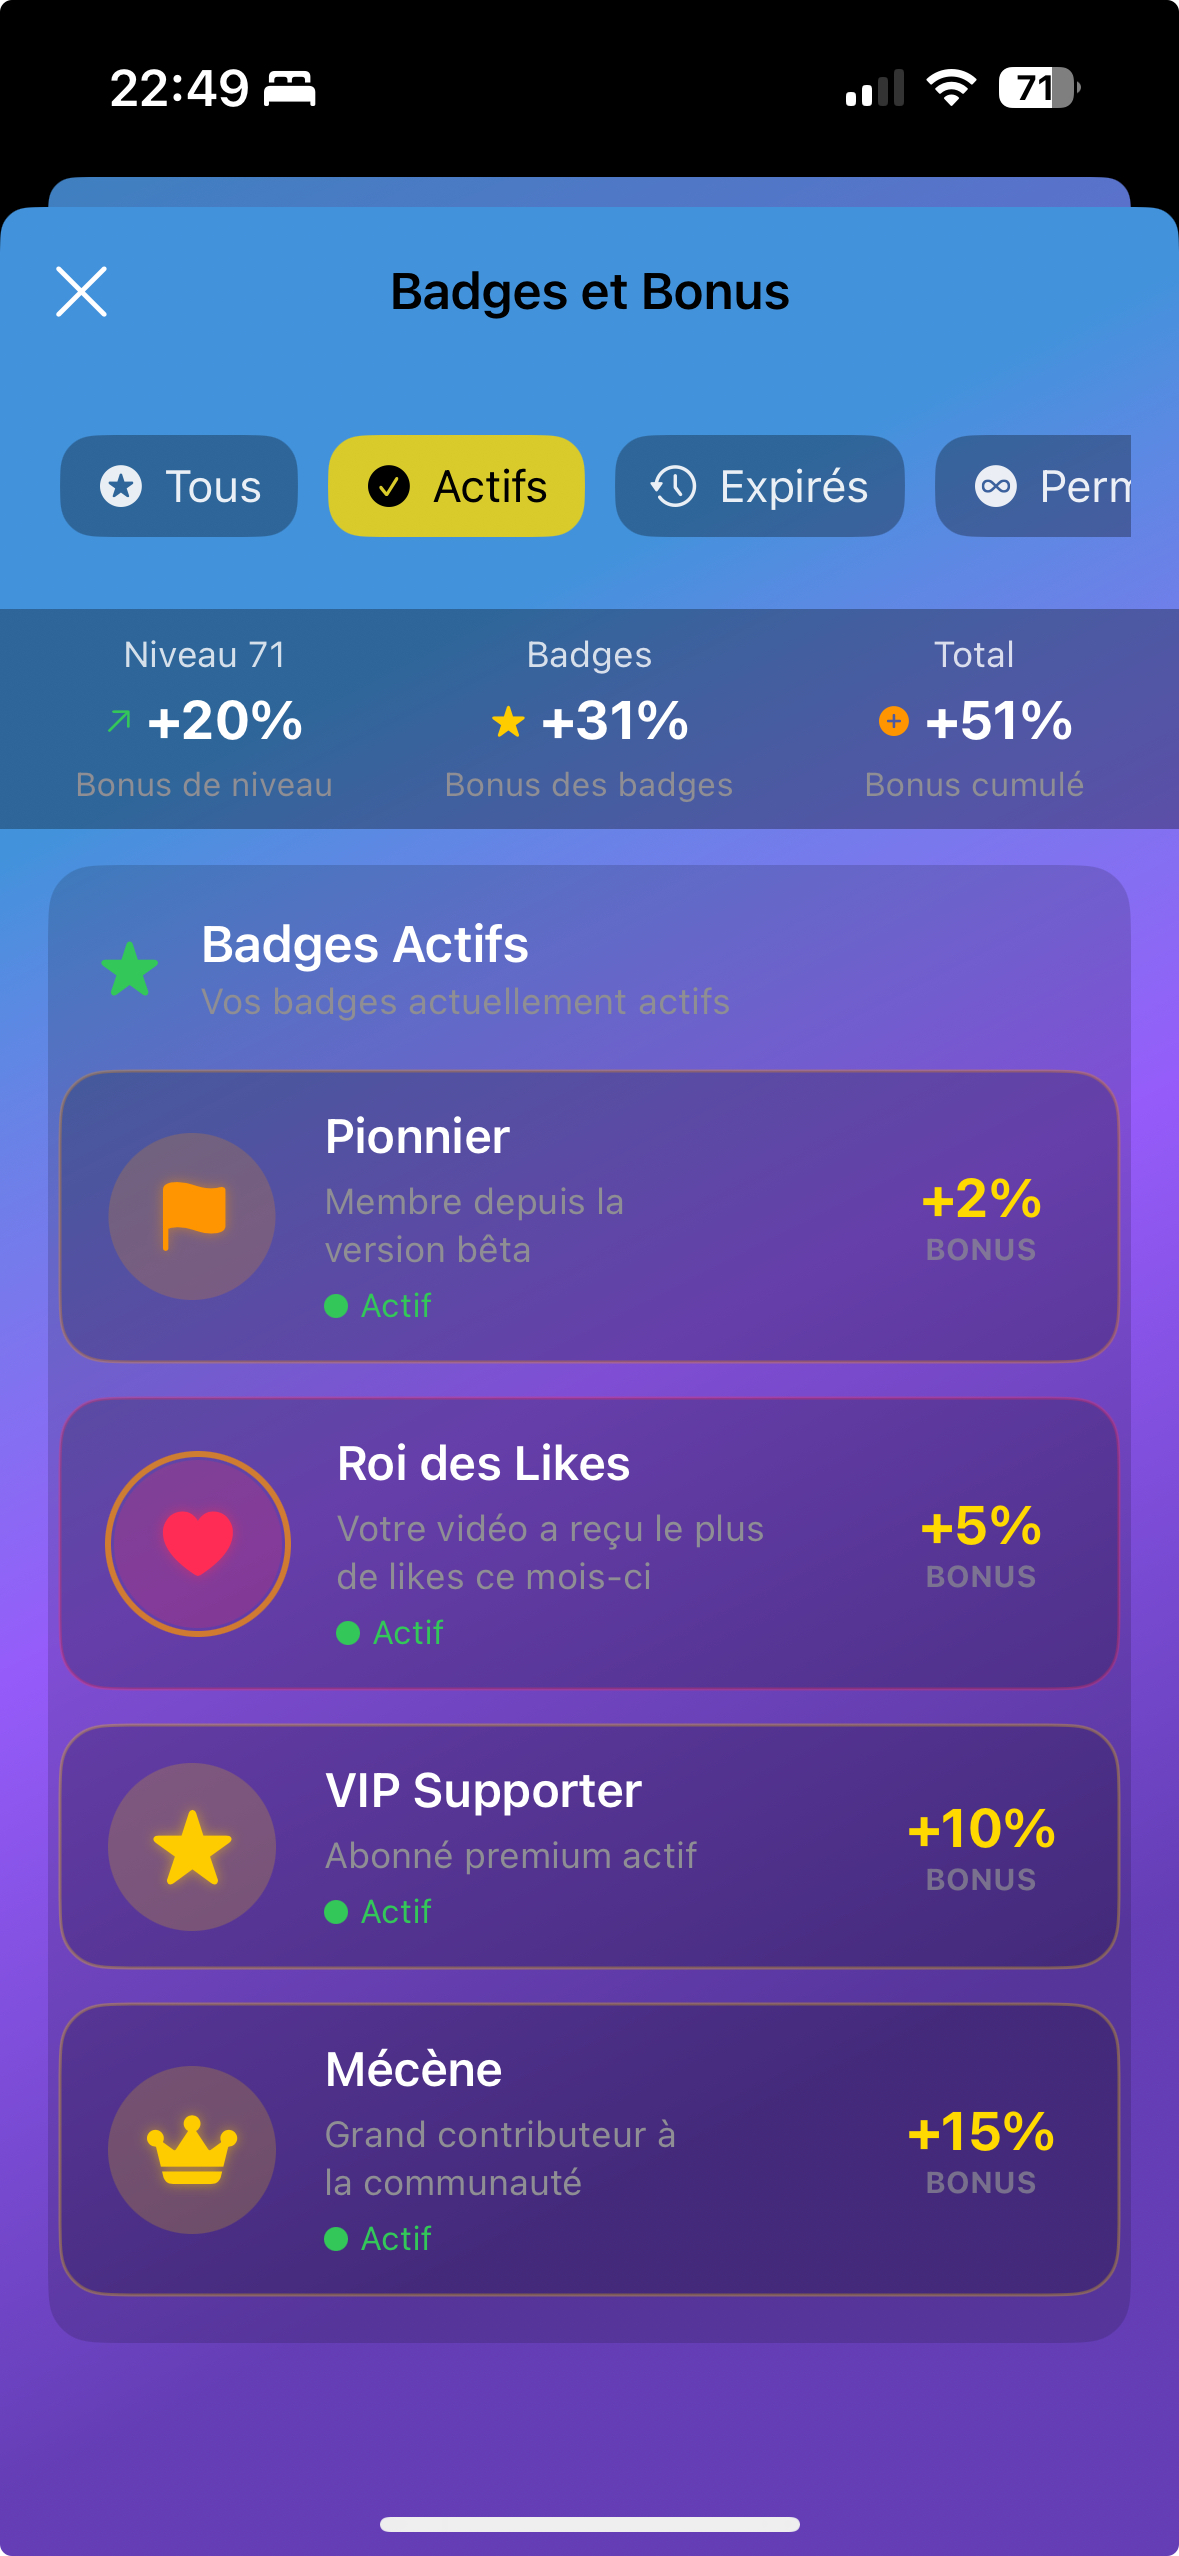 22:49
71
Badges et Bonus
Tous
Actifs
Expirés
Perm
Niveau 71
+20%
Bonus de niveau
Badges
+31%
Bonus des badges
Total
+51%
Bonus cumulé
Badges Actifs
Vos badges actuellement actifs
Pionnier
Membre depuis la
version bêta
Actif
+2%
BONUS
Roi des Likes
Votre vidéo a reçu le plus
de likes ce mois-ci
Actif
+5%
BONUS
VIP Supporter
Abonné premium actif
Actif
+10%
BONUS
Mécène
Grand contributeur à
la communauté
Actif
+15%
BONUS